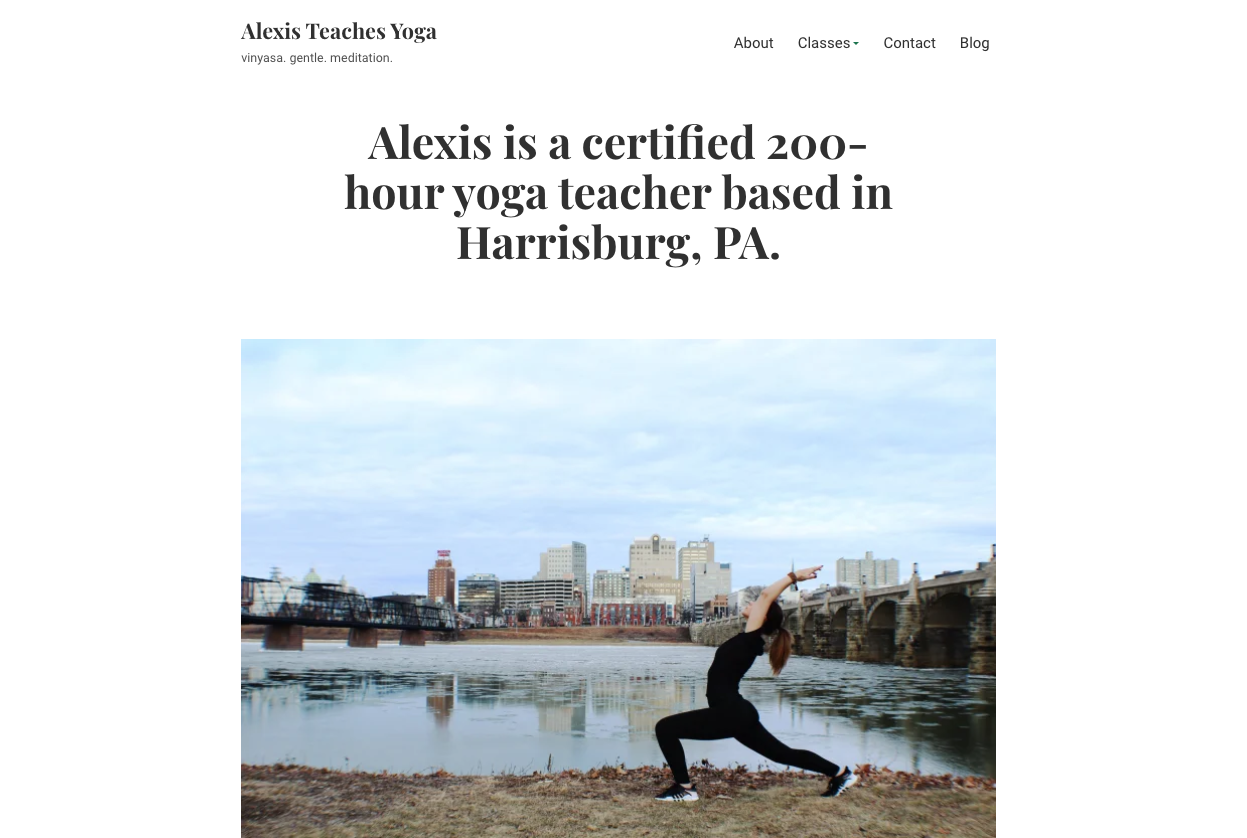 Alexis Teaches Yoga
vinyasa. gentle. meditation.
About Classes Contact Blog
Alexis is a certified 200-
hour yoga teacher based in
Harrisburg, PA.